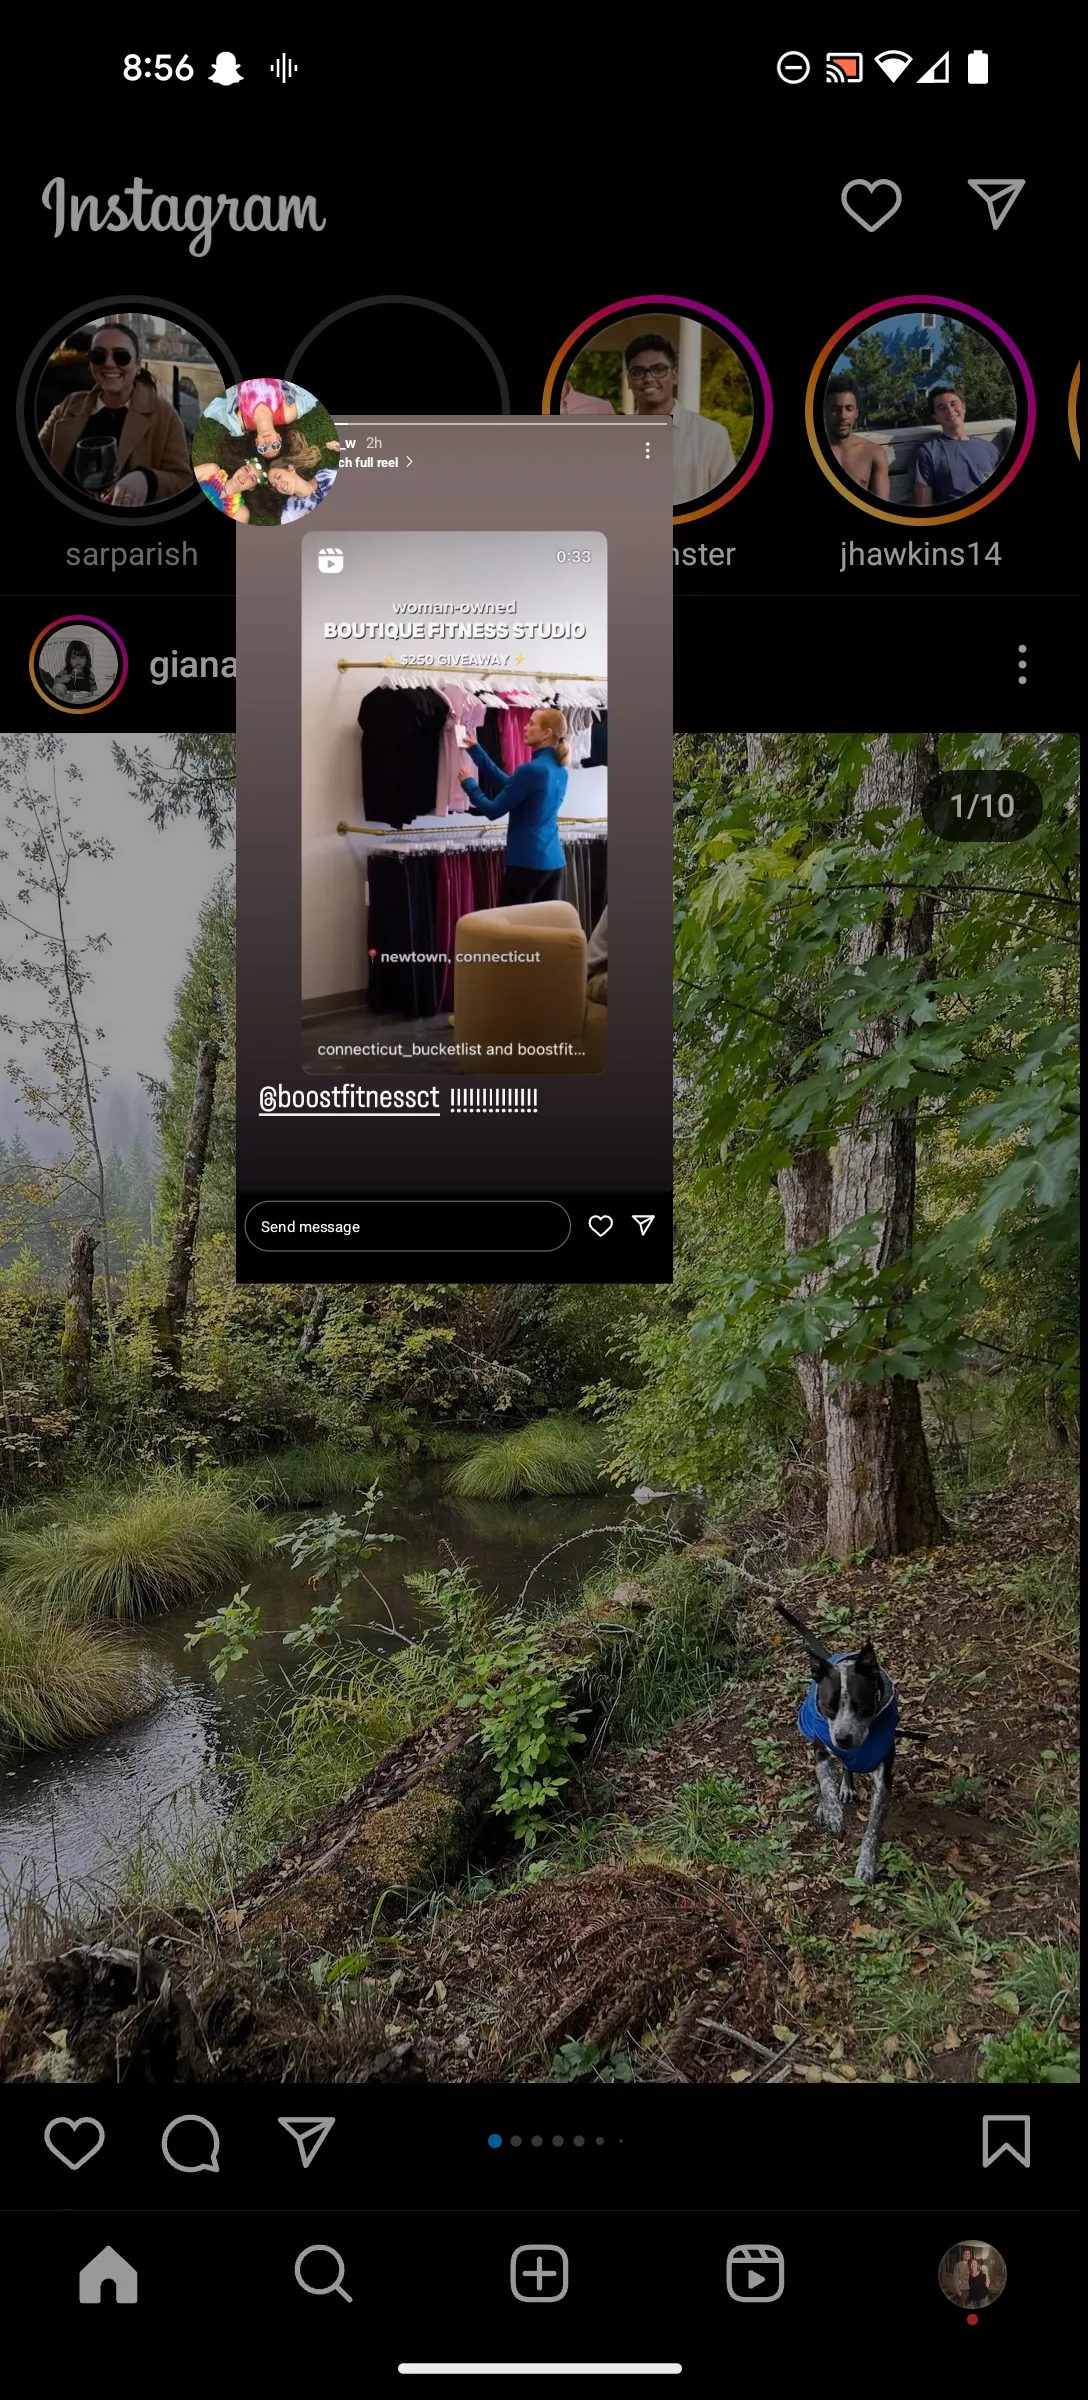 8:56
Instagram
sarparish
jhawkins14
_w 2h
ch full reel
0:33
woman-owned
BOUTIQUE FITNESS STUDIO
⚡ $250 GIVEAWAY ⚡
giana
1/10
newtown, connecticut
connecticut_bucketlist and boostfit...
@boostfitnessct !!!!!!!!!!!!!!
Send message